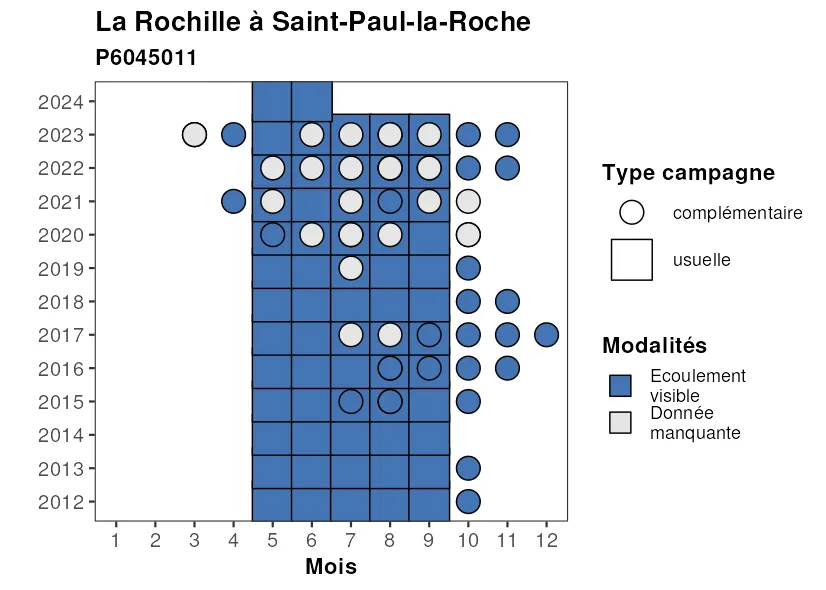 La Rochille à Saint-Paul-la-Roche
P6045011
2024
2023
2022
2021
2020
2019
2018
2017
2016
2015
2014
2013
2012
1 2 3 4 5 6 7 8 9 10 11 12
Mois
Type campagne
complémentaire
usuelle
Modalités
Ecoulement
visible
Donnée
manquante